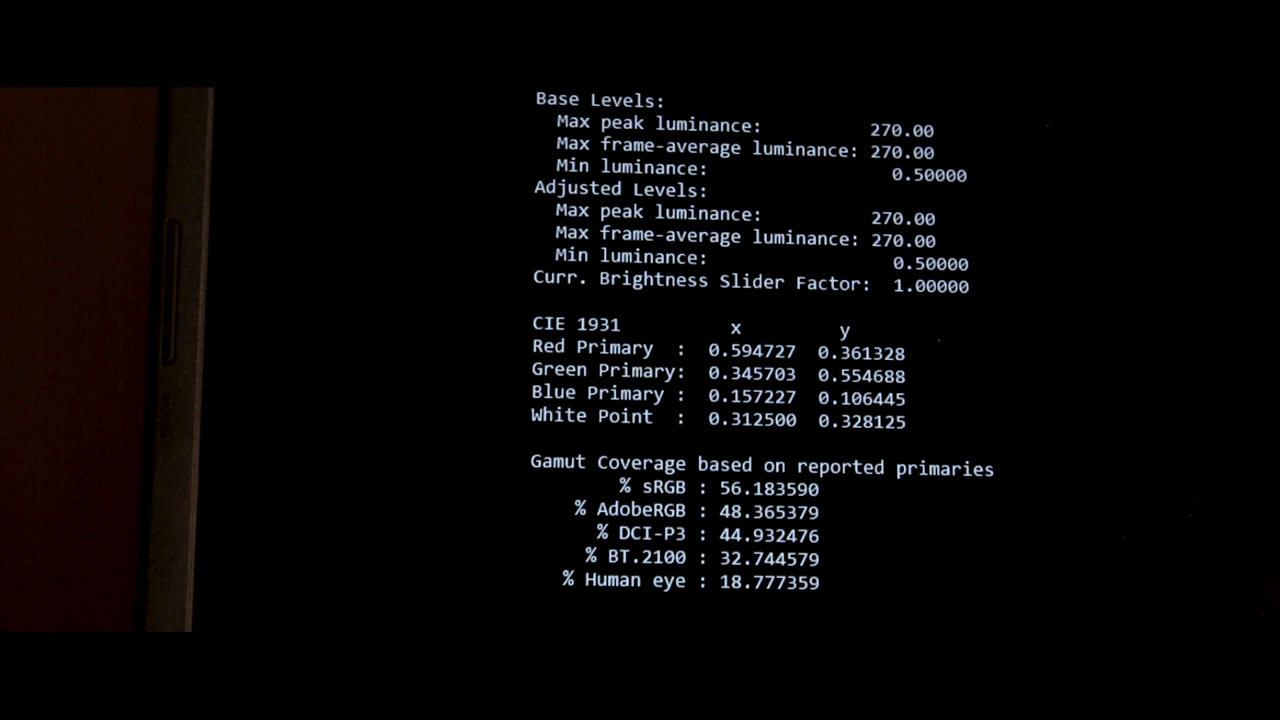 Base Levels:
Max peak luminance: 270.00
Max frame-average luminance: 270.00
Min luminance: 0.50000
Adjusted Levels:
Max peak luminance: 270.00
Max frame-average luminance: 270.00
Min luminance: 0.50000
Curr. Brightness Slider Factor: 1.00000
CIE 1931 x y
Red Primary : 0.594727 0.361328
Green Primary: 0.345703 0.554688
Blue Primary : 0.157227 0.106445
White Point : 0.312500 0.328125
Gamut Coverage based on reported primaries
% sRGB : 56.183590
% AdobeRGB : 48.365379
% DCI-P3 : 44.932476
% BT.2100 : 32.744579
% Human eye : 18.777359